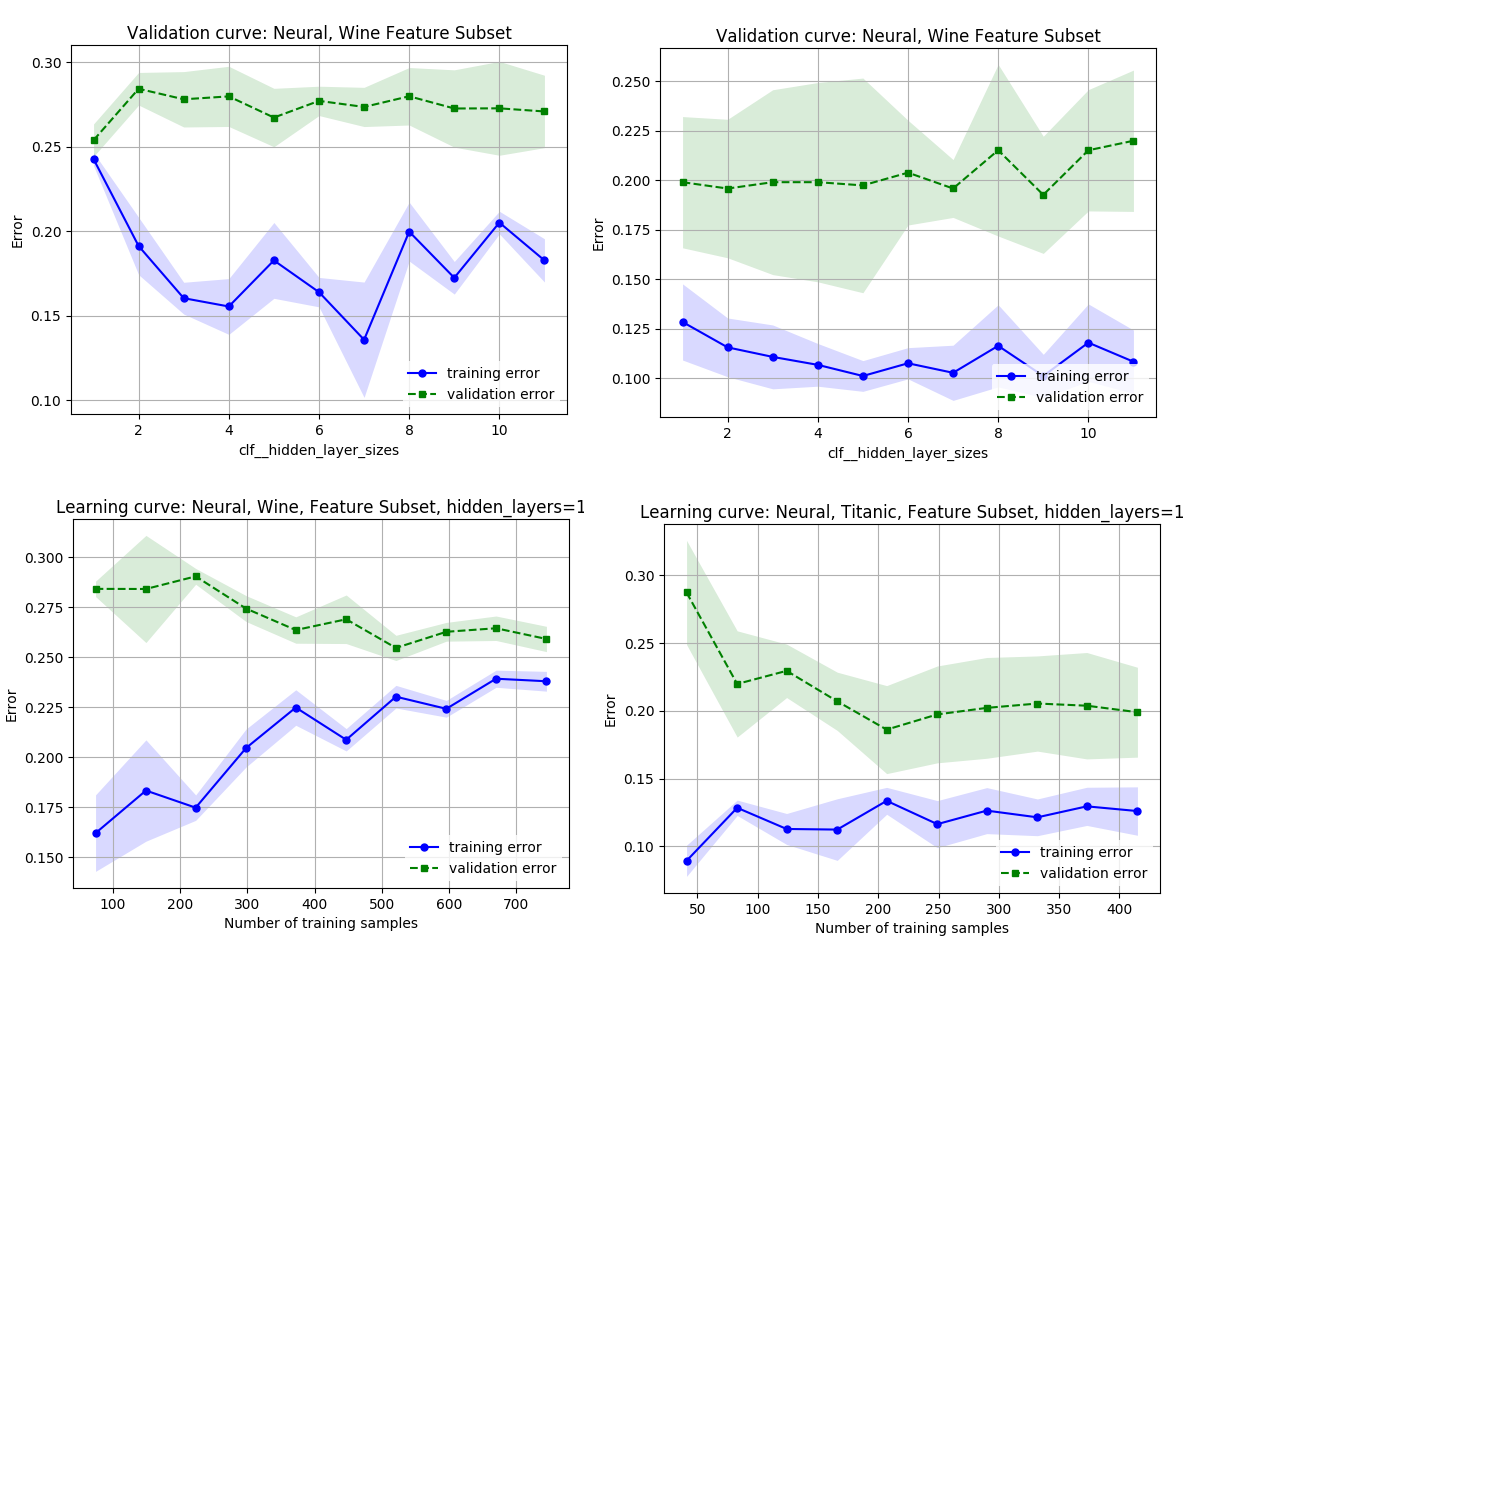 Validation curve: Neural, Wine Feature Subset
0.30
0.25
0.20
0.15
0.10
Error
training error
validation error
2 4 6 8 10
clf__hidden_layer_sizes
Validation curve: Neural, Wine Feature Subset
0.250
0.225
0.200
0.175
0.150
0.125
0.100
Error
training error
validation error
2 4 6 8 10
clf__hidden_layer_sizes
Learning curve: Neural, Wine, Feature Subset, hidden_layers=1
0.300
0.275
0.250
0.225
0.200
0.175
0.150
Error
training error
validation error
100 200 300 400 500 600 700
Number of training samples
Learning curve: Neural, Titanic, Feature Subset, hidden_layers=1
0.30
0.25
0.20
0.15
0.10
Error
training error
validation error
50 100 150 200 250 300 350 400
Number of training samples